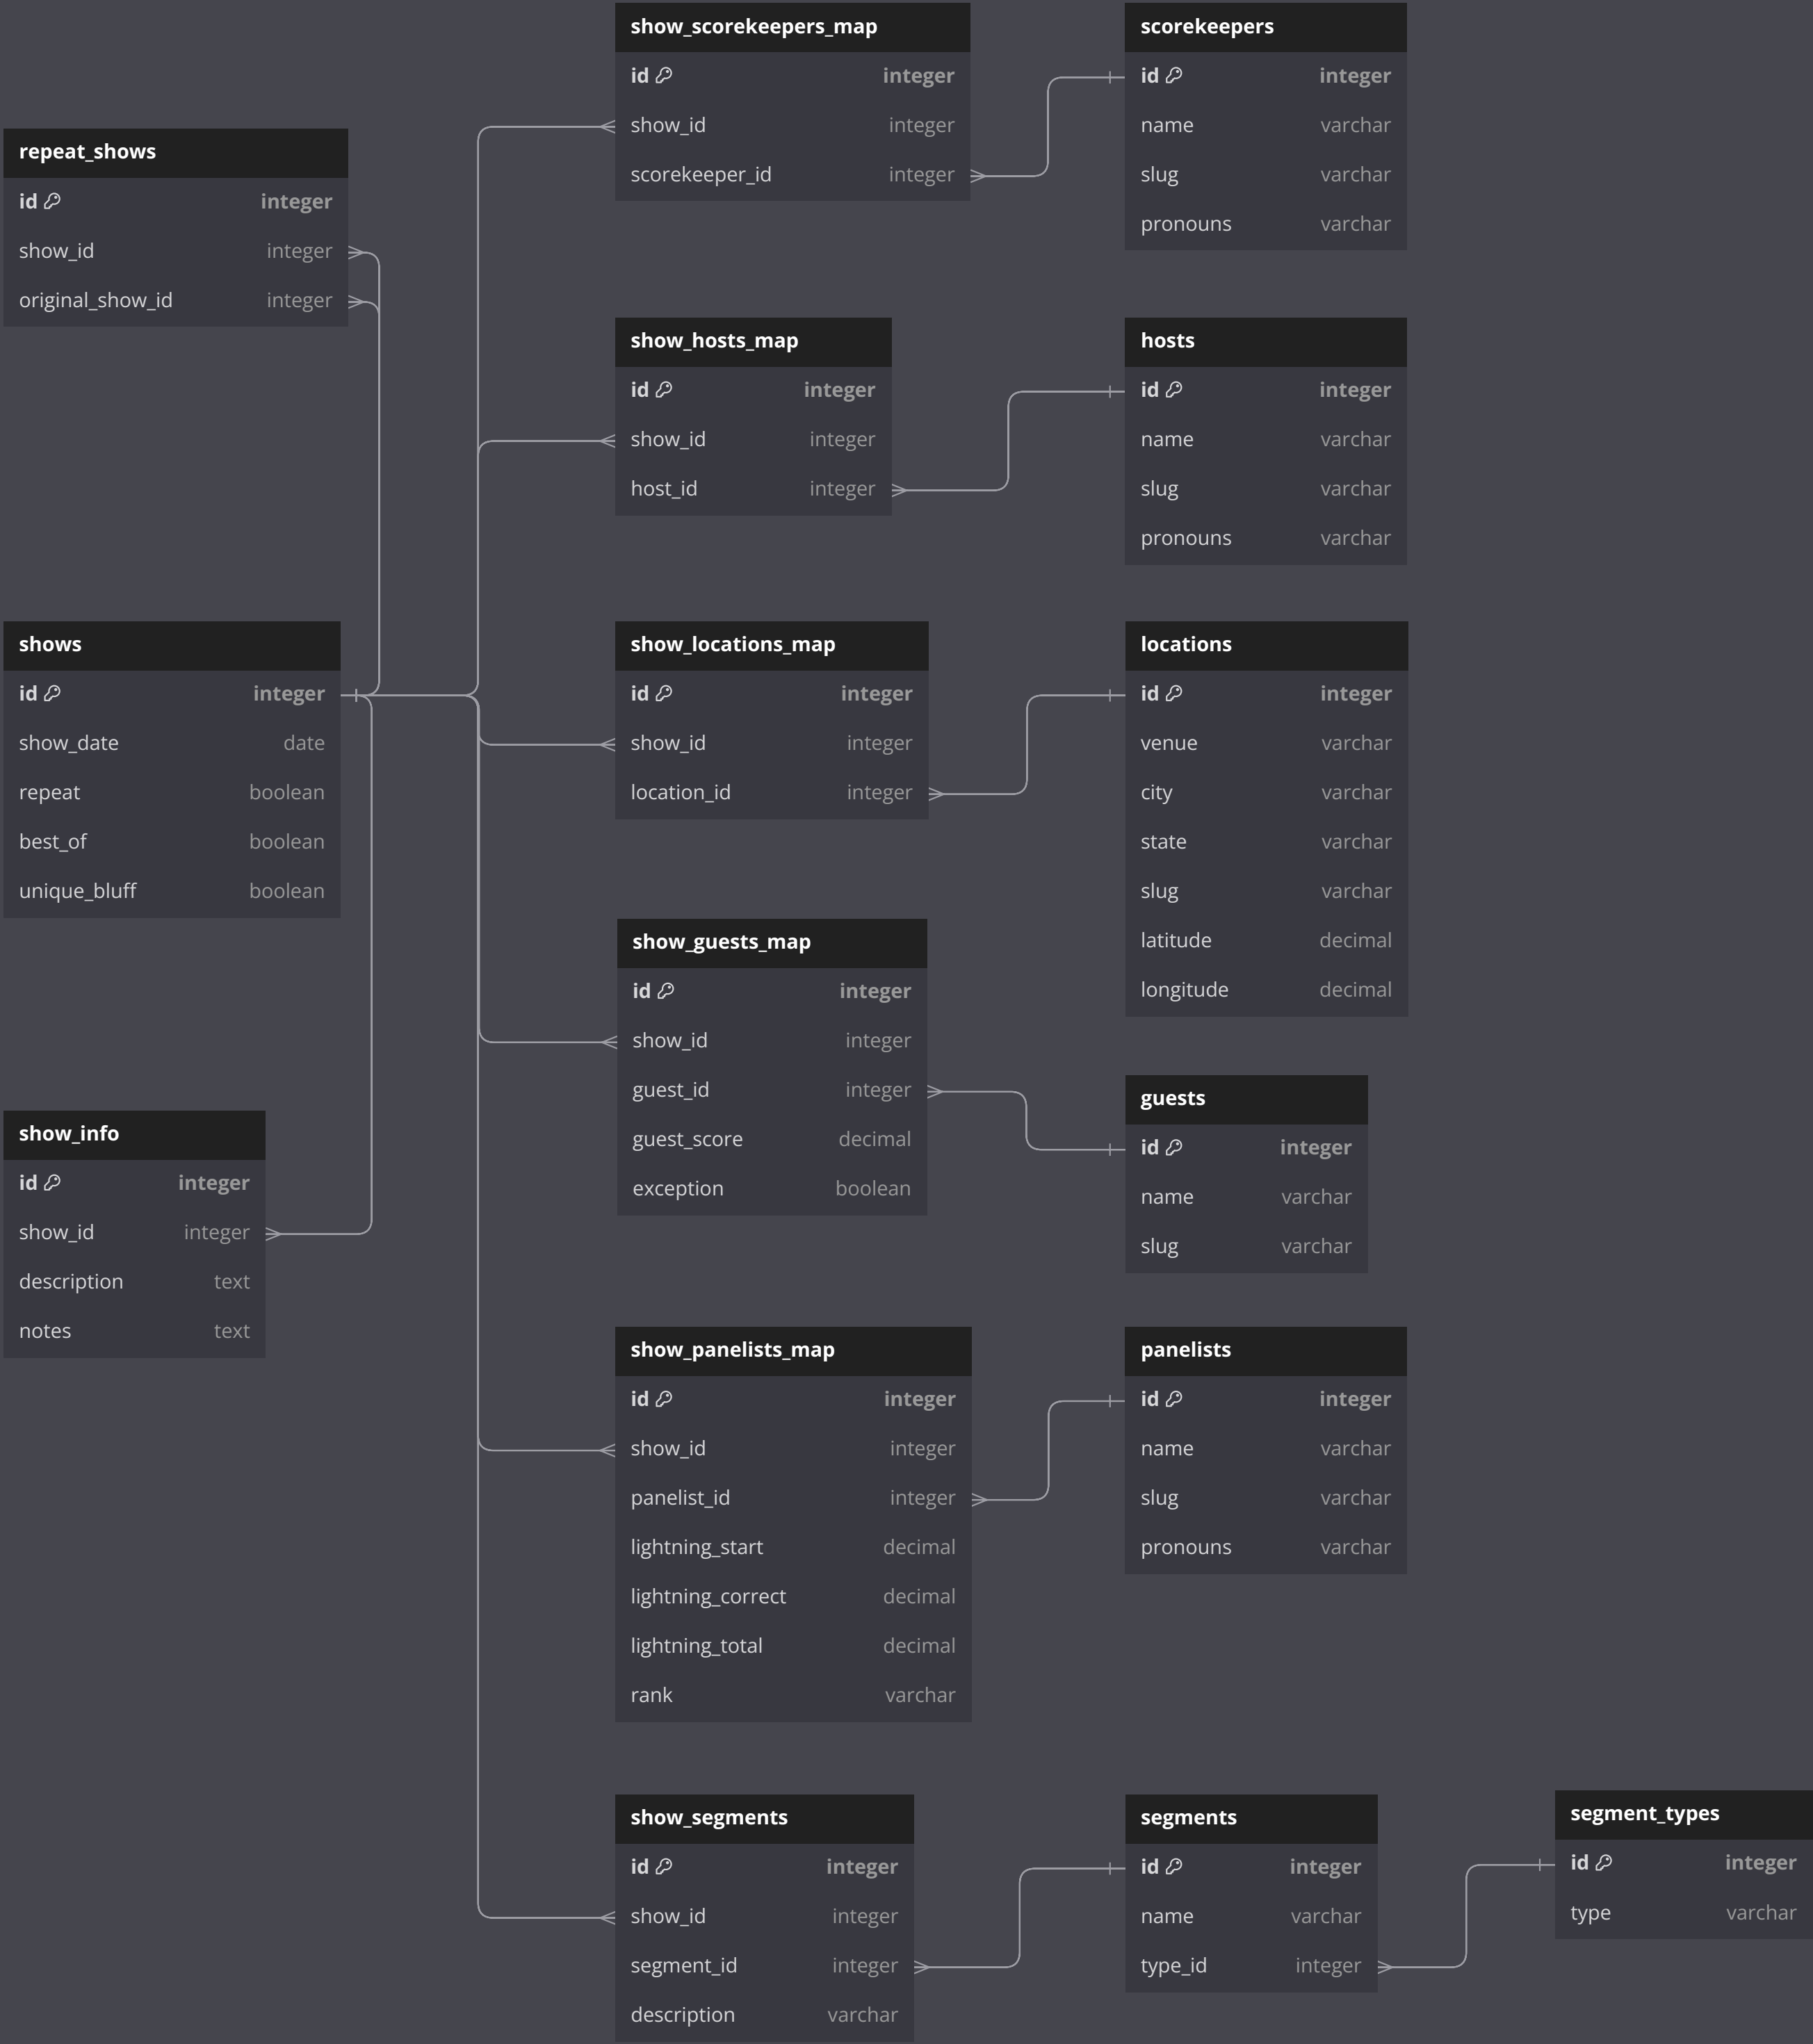 repeat_shows
id integer
show_id integer
original_show_id integer
shows
id integer
show_date date
repeat boolean
best_of boolean
unique_bluff boolean
show_info
id integer
show_id integer
description text
notes text
show_scorekeepers_map
id integer
show_id integer
scorekeeper_id integer
show_hosts_map
id integer
show_id integer
host_id integer
show_locations_map
id integer
show_id integer
location_id integer
show_guests_map
id integer
show_id integer
guest_id integer
guest_score decimal
exception boolean
show_panelists_map
id integer
show_id integer
panelist_id integer
lightning_start decimal
lightning_correct decimal
lightning_total decimal
rank varchar
show_segments
id integer
show_id integer
segment_id integer
description varchar
scorekeepers
id integer
name varchar
slug varchar
pronouns varchar
hosts
id integer
name varchar
slug varchar
pronouns varchar
locations
id integer
venue varchar
city varchar
state varchar
slug varchar
latitude decimal
longitude decimal
guests
id integer
name varchar
slug varchar
panelists
id integer
name varchar
slug varchar
pronouns varchar
segments
id integer
name varchar
type_id integer
segment_types
id integer
type varchar